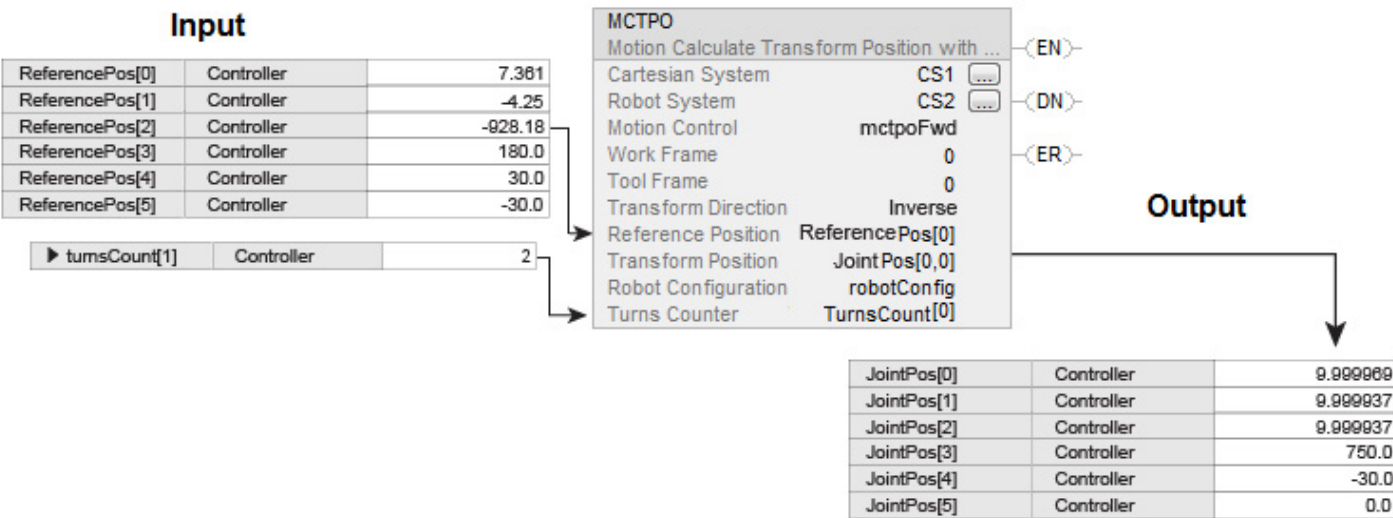 Input
ReferencePos[0] Controller 7.361
ReferencePos[1] Controller -4.25
ReferencePos[2] Controller -928.18
ReferencePos[3] Controller 180.0
ReferencePos[4] Controller 30.0
ReferencePos[5] Controller -30.0
turnsCount[1] Controller 2
MCTPO
Motion Calculate Transform Position with ...
Cartesian System CS1 ...
Robot System CS2 ...
Motion Control mctpoFwd
Work Frame 0
Tool Frame 0
Transform Direction Inverse
Reference Position ReferencePos[0]
Transform Position JointPos[0,0]
Robot Configuration robotConfig
Turns Counter TurnsCount[0]
EN
DN
ER
Output
JointPos[0] Controller 9.999969
JointPos[1] Controller 9.999937
JointPos[2] Controller 9.999937
JointPos[3] Controller 750.0
JointPos[4] Controller -30.0
JointPos[5] Controller 0.0